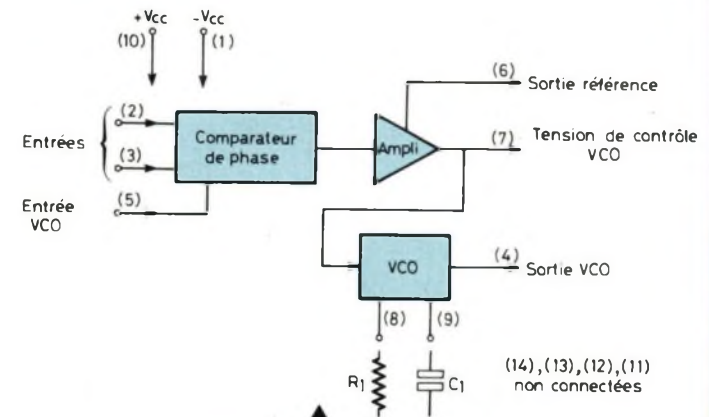 +Vcc -Vcc
(10) (1)
(6)
Sortie référence
(2)
Entrées
(3)
Comparateur
de phase
Ampli
(7)
Tension de contrôle
VCO
(5)
Entrée
VCO
VCO
(4)
Sortie VCO
(8) (9)
R1
C1
(14),(13),(12),(11)
non connectées